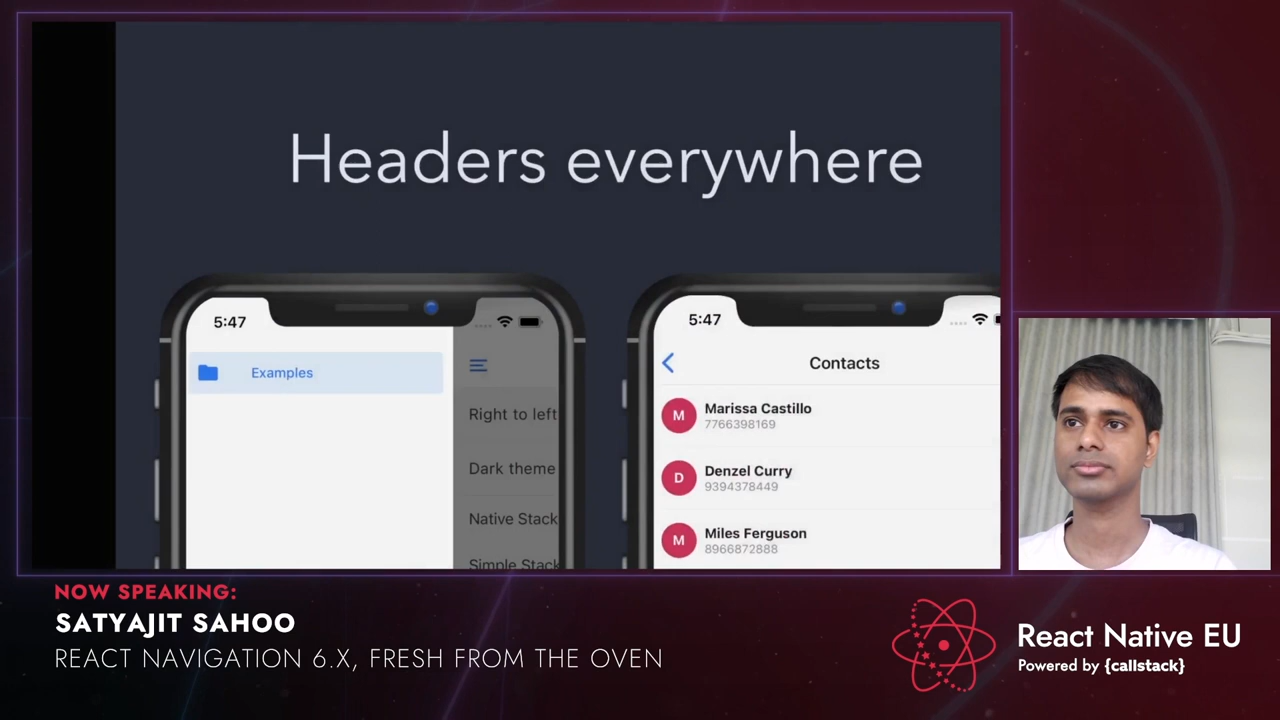 Headers everywhere
5:47
Examples
Right to left
Dark theme
Native Stack
Simple Stack
5:47
Contacts
M
Marissa Castillo
7766398169
D
Denzel Curry
9394378449
M
Miles Ferguson
8966872888
NOW SPEAKING:
SATYAJIT SAHOO
REACT NAVIGATION 6.X, FRESH FROM THE OVEN
React Native EU
Powered by {callstack}